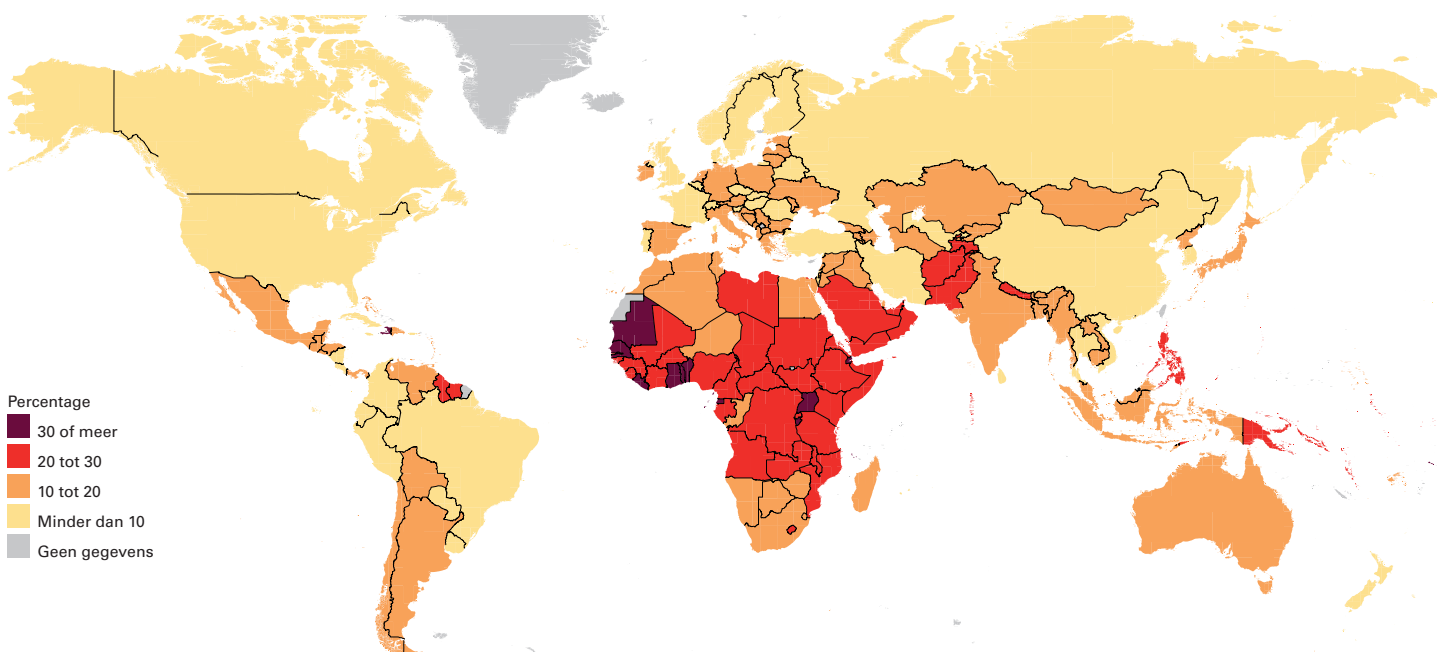 Percentage
30 of meer
20 tot 30
10 tot 20
Minder dan 10
Geen gegevens